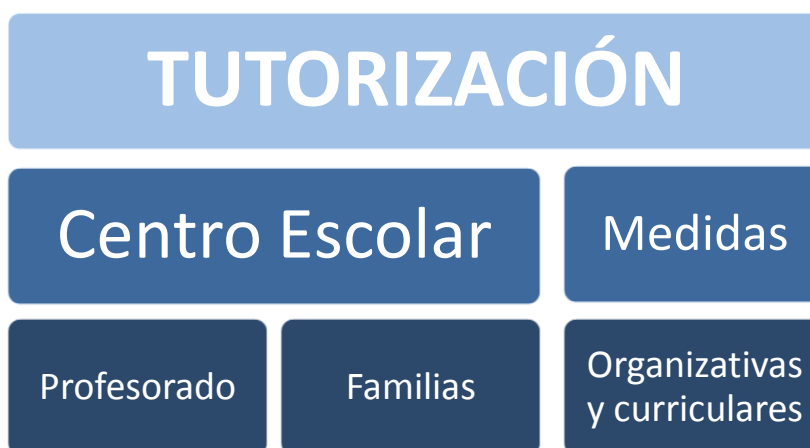 TUTORIZACIÓN
Centro Escolar
Medidas
Profesorado
Familias
Organizativas
y curriculares